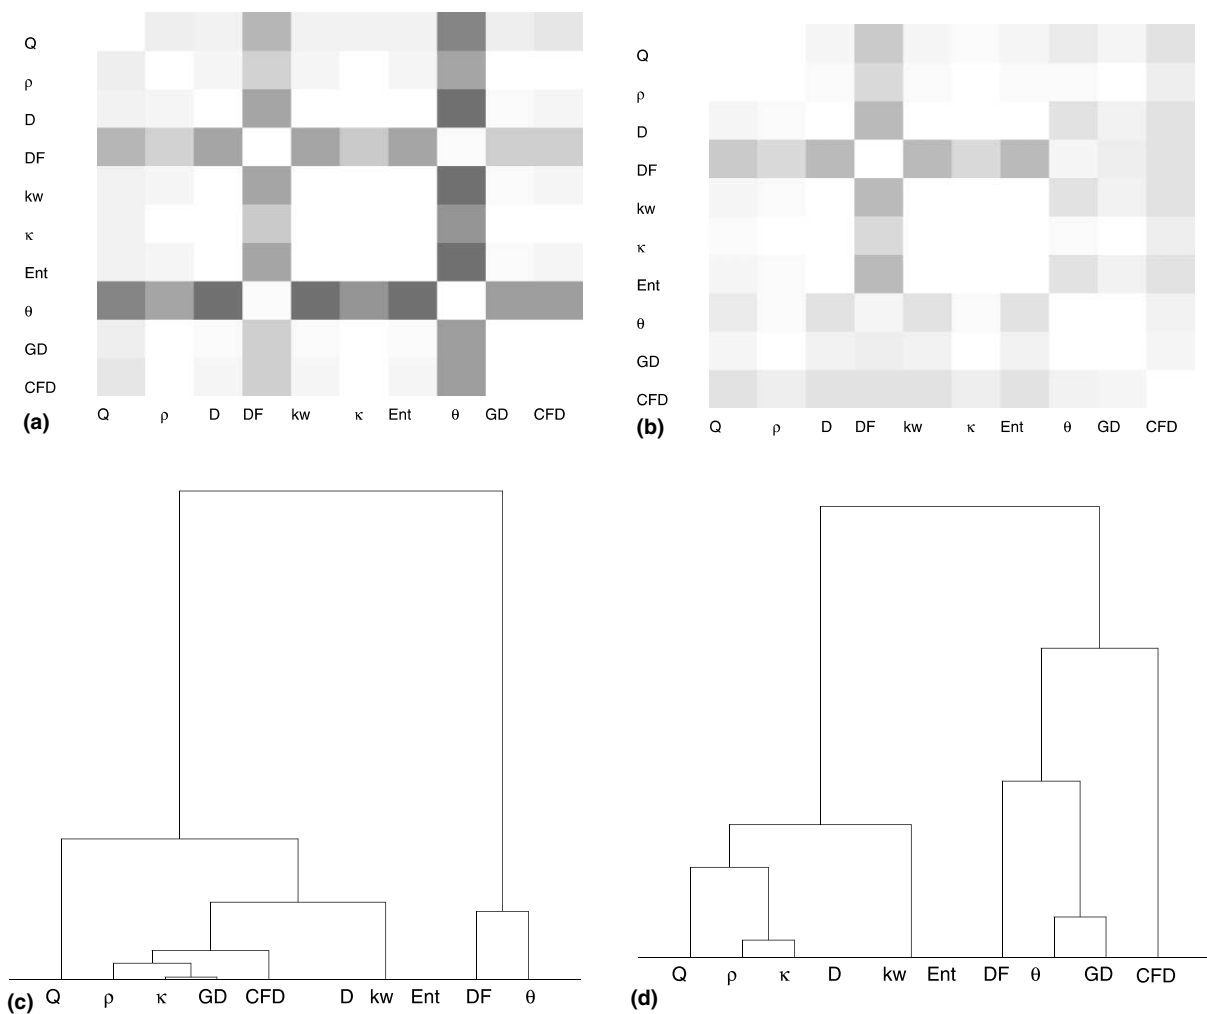 Q
ρ
D
DF
kw
κ
Ent
θ
GD
CFD
(a) Q ρ D DF kw κ Ent θ GD CFD
Q
ρ
D
DF
kw
κ
Ent
θ
GD
CFD
(b) Q ρ D DF kw κ Ent θ GD CFD
(c) Q ρ κ GD CFD D kw Ent DF θ
(d) Q ρ κ D kw Ent DF θ GD CFD